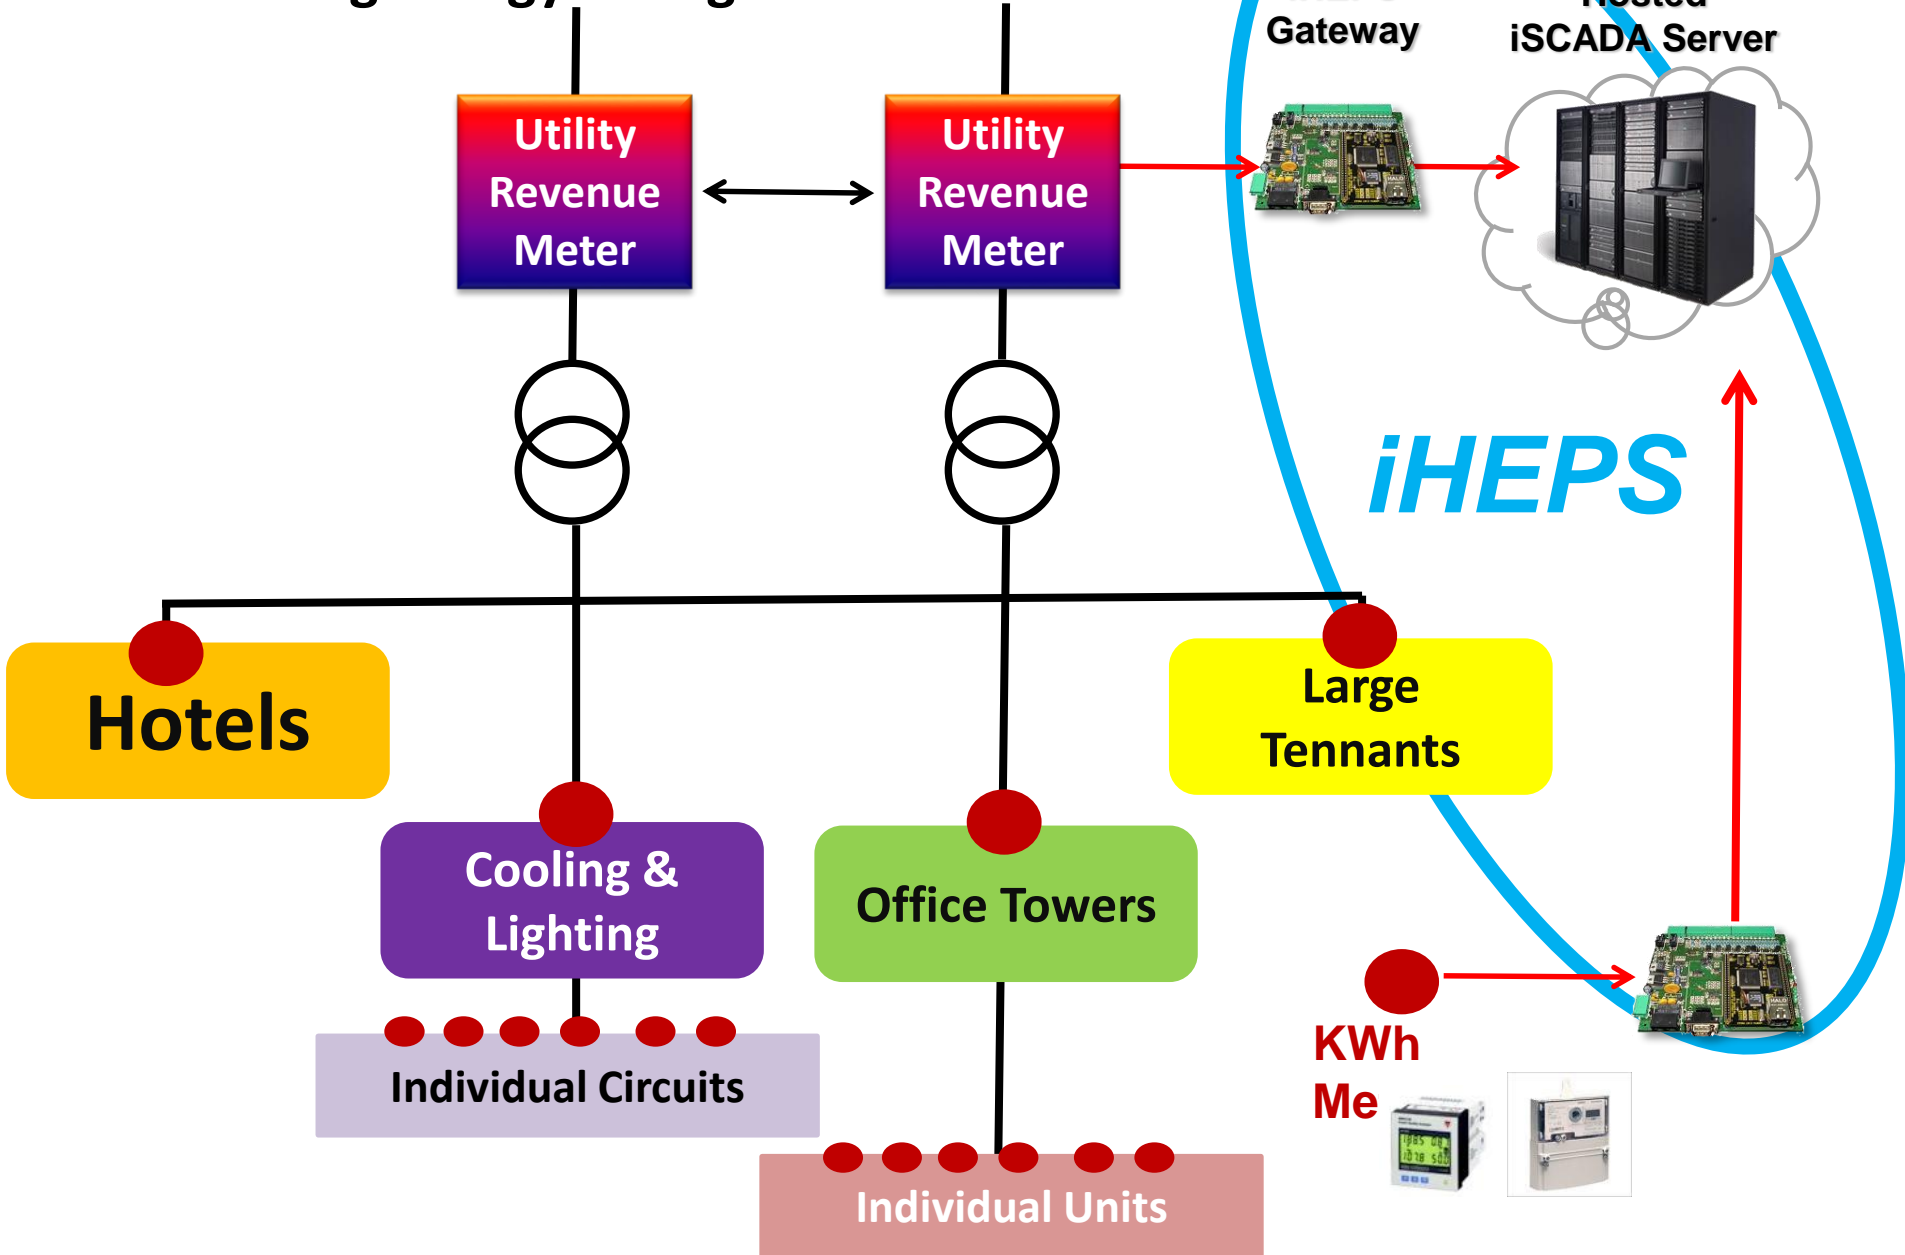 Gateway
Hosted
iSCADA Server
Utility
Revenue
Meter
Utility
Revenue
Meter
iHEPS
Hotels
Large
Tennants
Cooling &
Lighting
Office Towers
KWh
Me
Individual Circuits
Individual Units